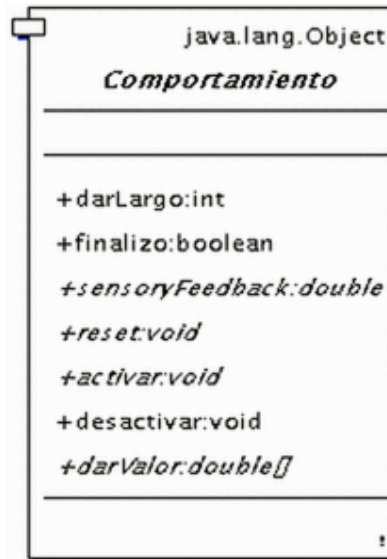 java.lang.Object
Comportamiento
+darLargo:int
+finalizo:boolean
+sensoryFeedback:double
+reset:void
+activar:void
+desactivar:void
+darValor:double[]